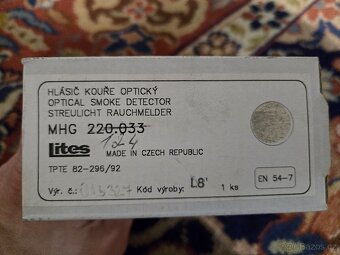 HLÁSIČ KOUŘE OPTICKÝ
OPTICAL SMOKE DETECTOR
STREULICHT RAUCHMELDER
MHG 220.033
124
lites MADE IN CZECH REPUBLIC
TPTE 82-296/92
Výr. č.: Kód výroby: L8' 1 ks
EN 54-7